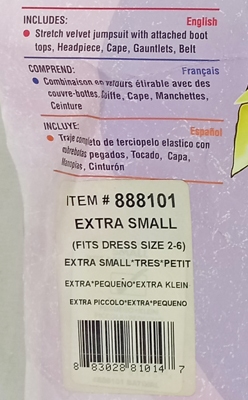 INCLUDES: English
• Stretch velvet jumpsuit with attached boot
tops, Headpiece, Cape, Gauntlets, Belt
COMPREND: Français
• Combinaison en velours étirable avec des
couvre-bottes, Coiffe, Cape, Manchettes,
Ceinture
INCLUYE: Español
• Traje completo de terciopelo elastico con
cubrebotas pegados, Tocado, Capa,
Manoplas, Cinturón
ITEM # 888101
EXTRA SMALL
(FITS DRESS SIZE 2-6)
EXTRA SMALL*TRES*PETIT
EXTRA*PEQUEÑO*EXTRA KLEIN
EXTRA PICCOLO*EXTRA*PEQUENO
8 83028 81014 7